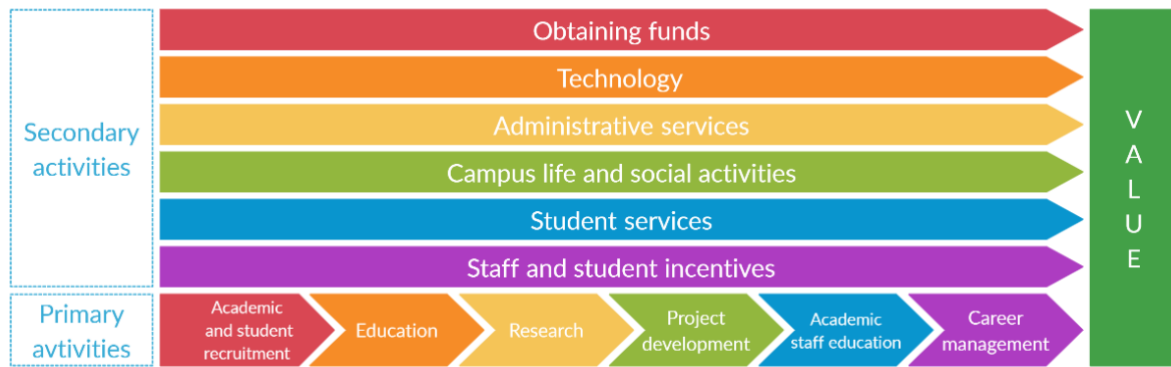 Secondary
activities
Obtaining funds
Technology
Administrative services
Campus life and social activities
Student services
Staff and student incentives
Primary
avtivities
Academic
and student
recruitment
Education
Research
Project
development
Academic
staff education
Career
management
V
A
L
U
E